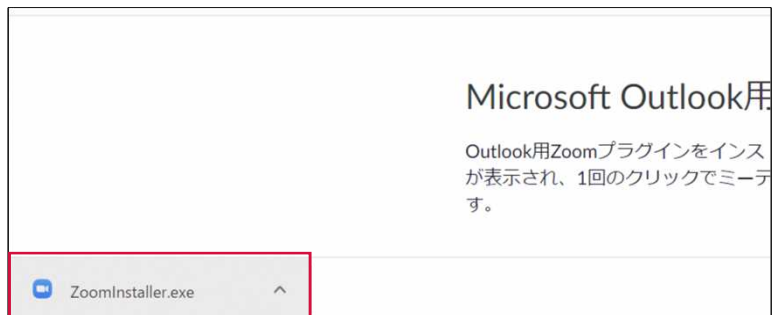 Microsoft Outlook用
Outlook用Zoomプラグインをインス
が表示され、1回のクリックでミーテ
す。
ZoomInstaller.exe